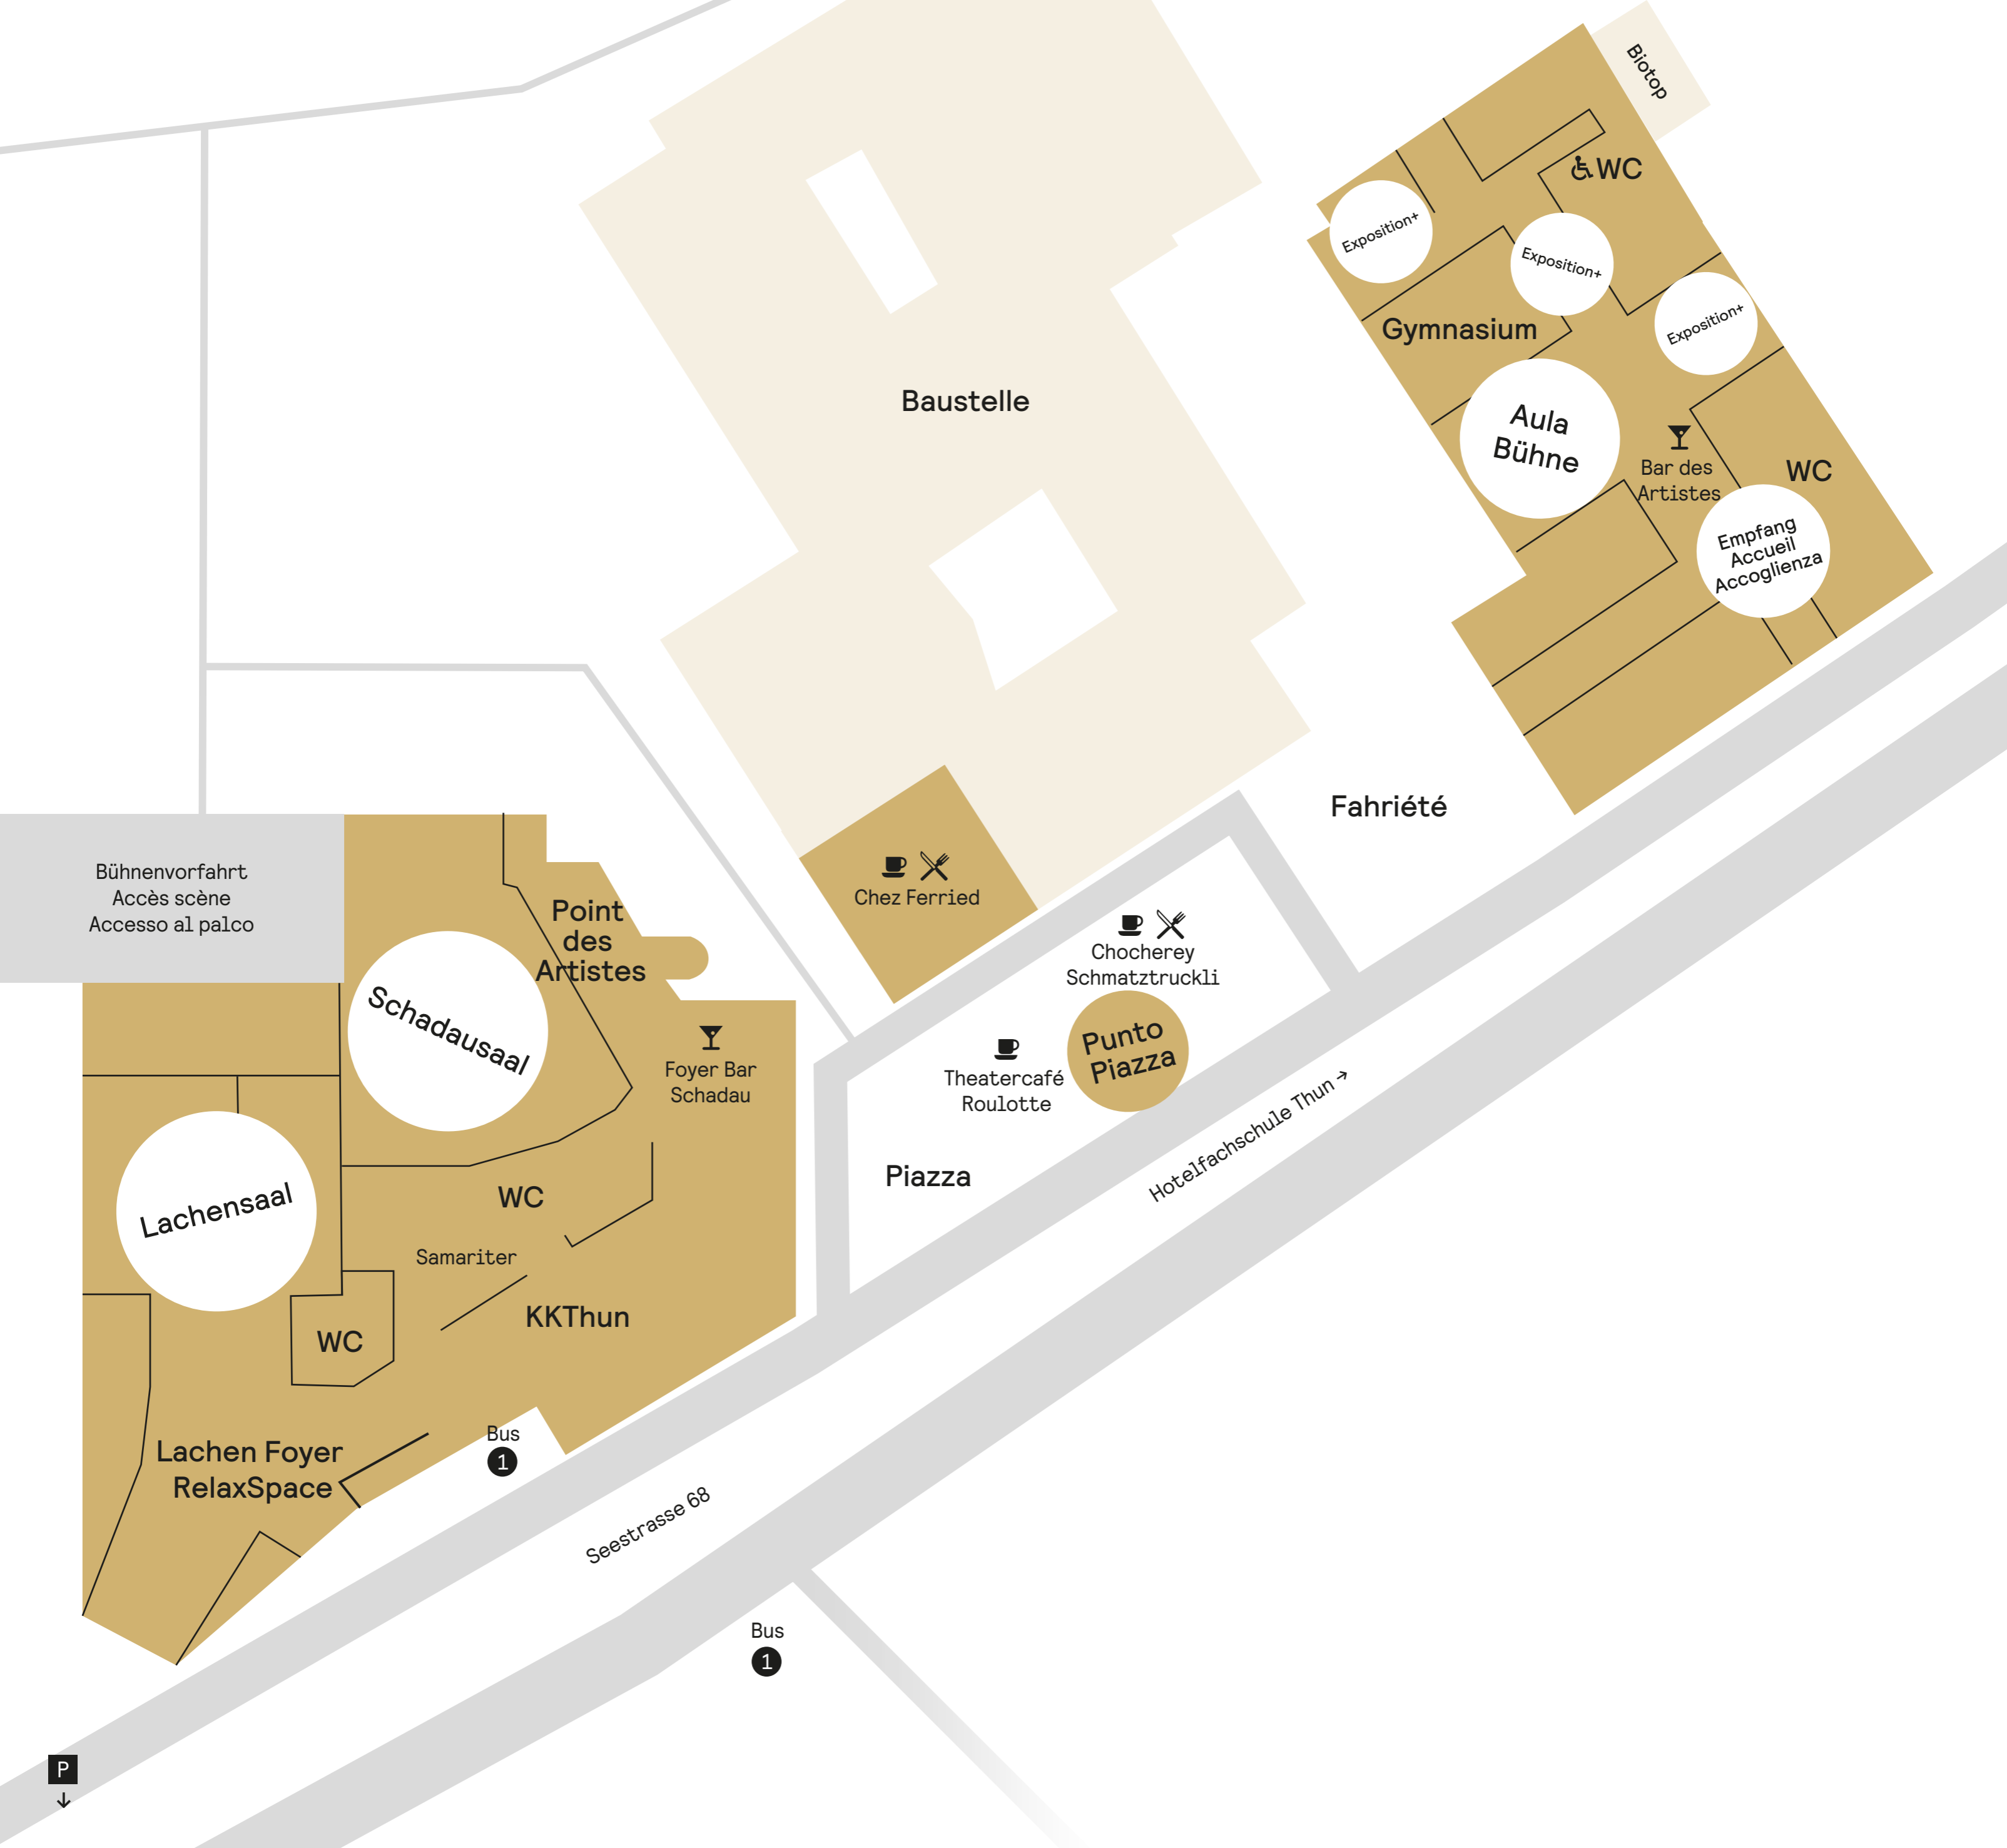 Biotop
WC
Exposition+
Exposition+
Exposition+
Gymnasium
Baustelle
Aula
Bühne
Bar des
Artistes
WC
Empfang
Accueil
Accoglienza
Fahriété
Bühnenvorfahrt
Accès scène
Accesso al palco
Point
des
Artistes
Chez Ferried
Chocherey
Schmatztruckli
Schadausaal
Foyer Bar
Schadau
Punto
Piazza
Theatercafé
Roulotte
Piazza
Hotelfachschule Thun →
Lachensaal
WC
Samariter
KKThun
WC
Lachen Foyer
RelaxSpace
Bus
1
Seestrasse 68
Bus
1
P
↓